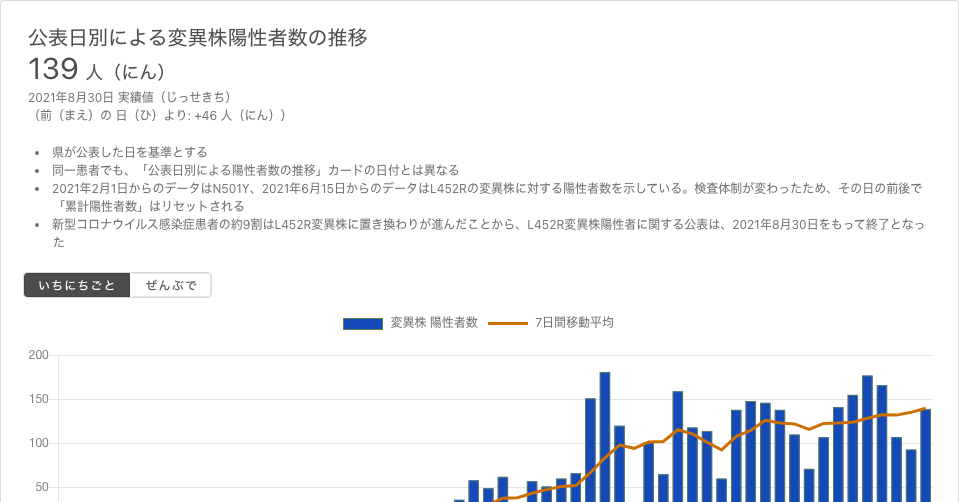 公表日別による変異株陽性者数の推移
139 人（にん）
2021年8月30日 実績値（じっせきち）
（前（まえ）の 日（ひ）より: +46 人（にん））
• 県が公表した日を基準とする
• 同一患者でも、「公表日別による陽性者数の推移」カードの日付とは異なる
• 2021年2月1日からのデータはN501Y、2021年6月15日からのデータはL452Rの変異株に対する陽性者数を示している。検査体制が変わったため、その日の前後で
「累計陽性者数」はリセットされる
• 新型コロナウイルス感染症患者の約9割はL452R変異株に置き換わりが進んだことから、L452R変異株陽性者に関する公表は、2021年8月30日をもって終了となっ
た
いちにちごと ぜんぶで
変異株 陽性者数 7日間移動平均
200
150
100
50